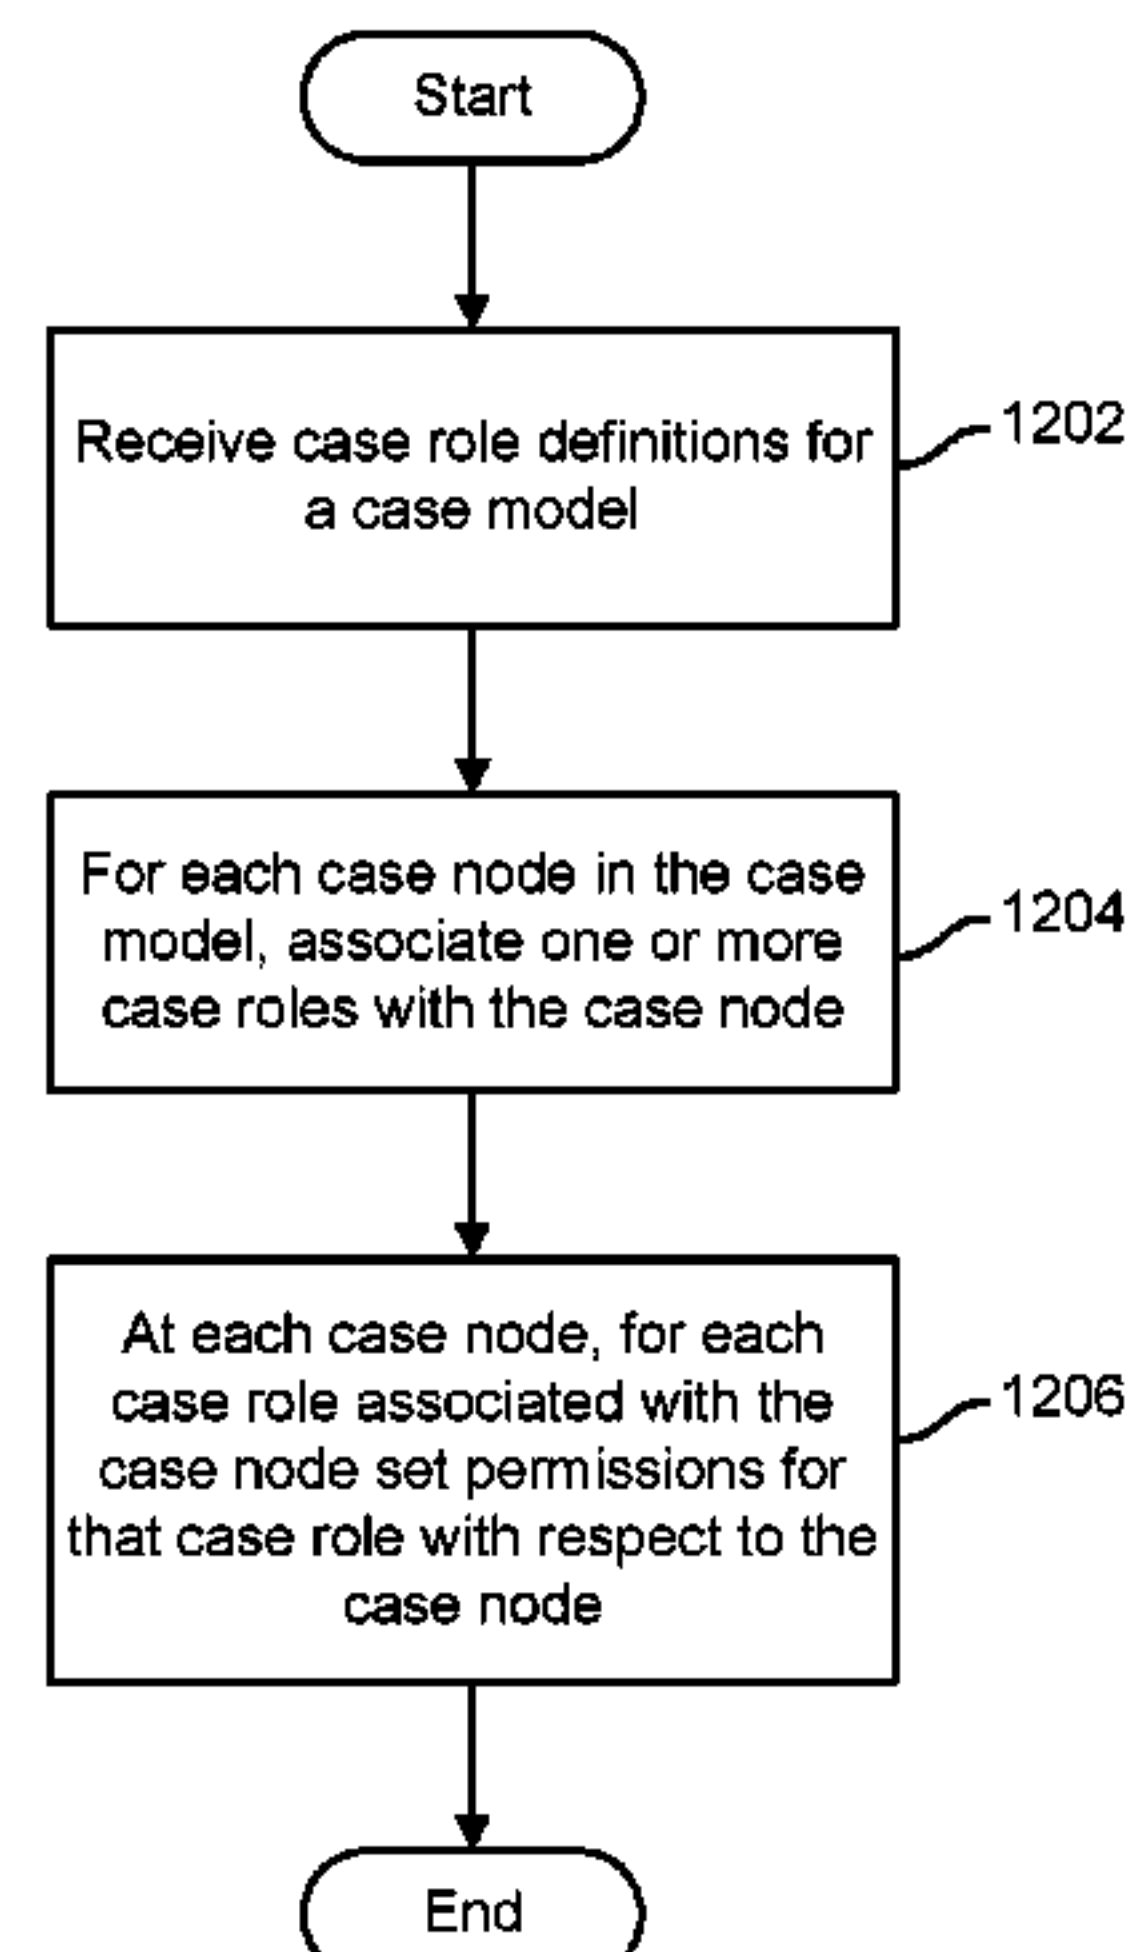 Start
Receive case role definitions for
a case model
1202
For each case node in the case
model, associate one or more
case roles with the case node
1204
At each case node, for each
case role associated with the
case node set permissions for
that case role with respect to the
case node
1206
End